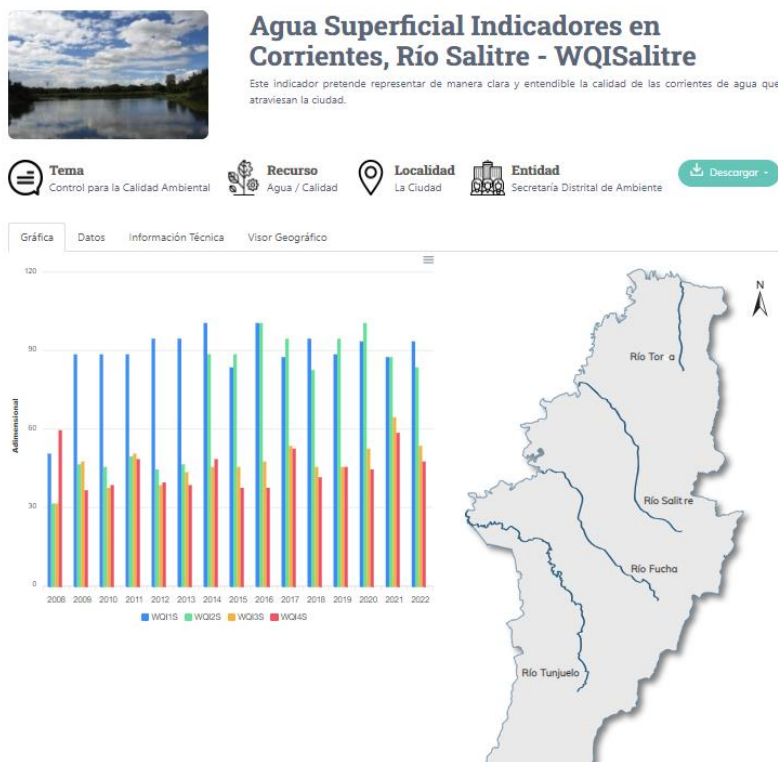 Agua Superficial Indicadores en
Corrientes, Río Salitre - WQISalitre
Este indicador pretende representar de manera clara y entendible la calidad de las corrientes de agua que
atraviesan la ciudad.
Tema
Control para la Calidad Ambiental
Recurso
Agua / Calidad
Localidad
La Ciudad
Entidad
Secretaría Distrital de Ambiente
Descargar
Gráfica Datos Información Técnica Visor Geográfico
120
90
60
30
0
Adimensional
2008 2009 2010 2011 2012 2013 2014 2015 2016 2017 2018 2019 2020 2021 2022
WQI1S WQI2S WQI3S WQI4S
N
Río Tor a
Río Salit re
Río Fucha
Río Tunjuelo